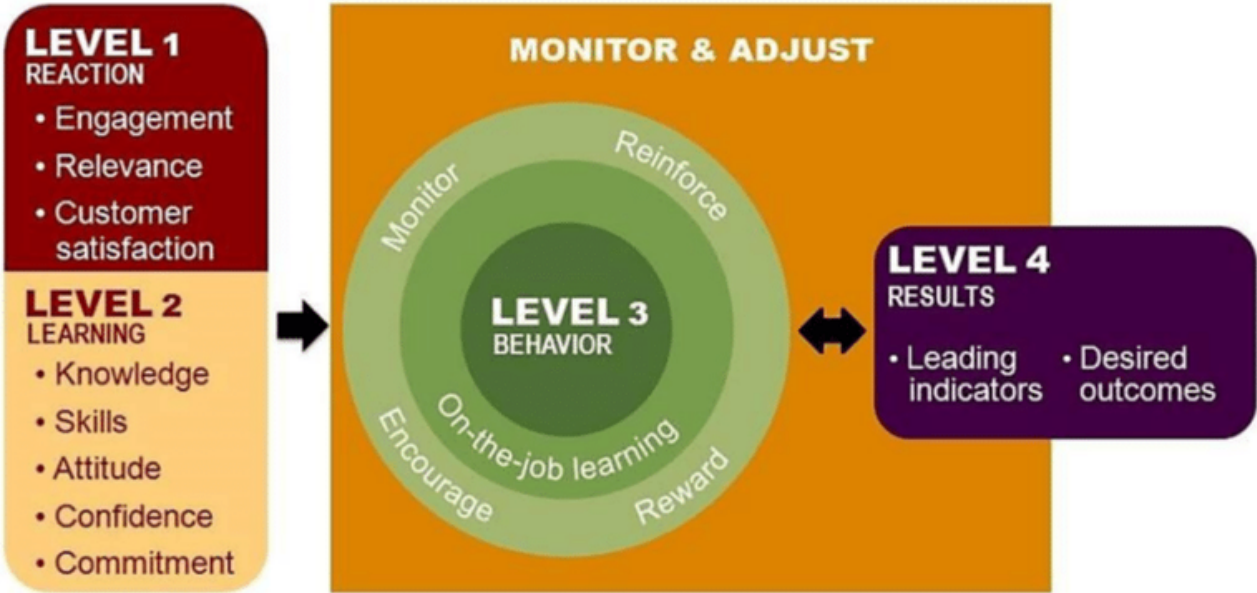 LEVEL 1
REACTION
• Engagement
• Relevance
• Customer
satisfaction
LEVEL 2
LEARNING
• Knowledge
• Skills
• Attitude
• Confidence
• Commitment
MONITOR & ADJUST
Monitor
Reinforce
LEVEL 3
BEHAVIOR
On-the-job learning
Encourage
Reward
LEVEL 4
RESULTS
• Leading
indicators
• Desired
outcomes